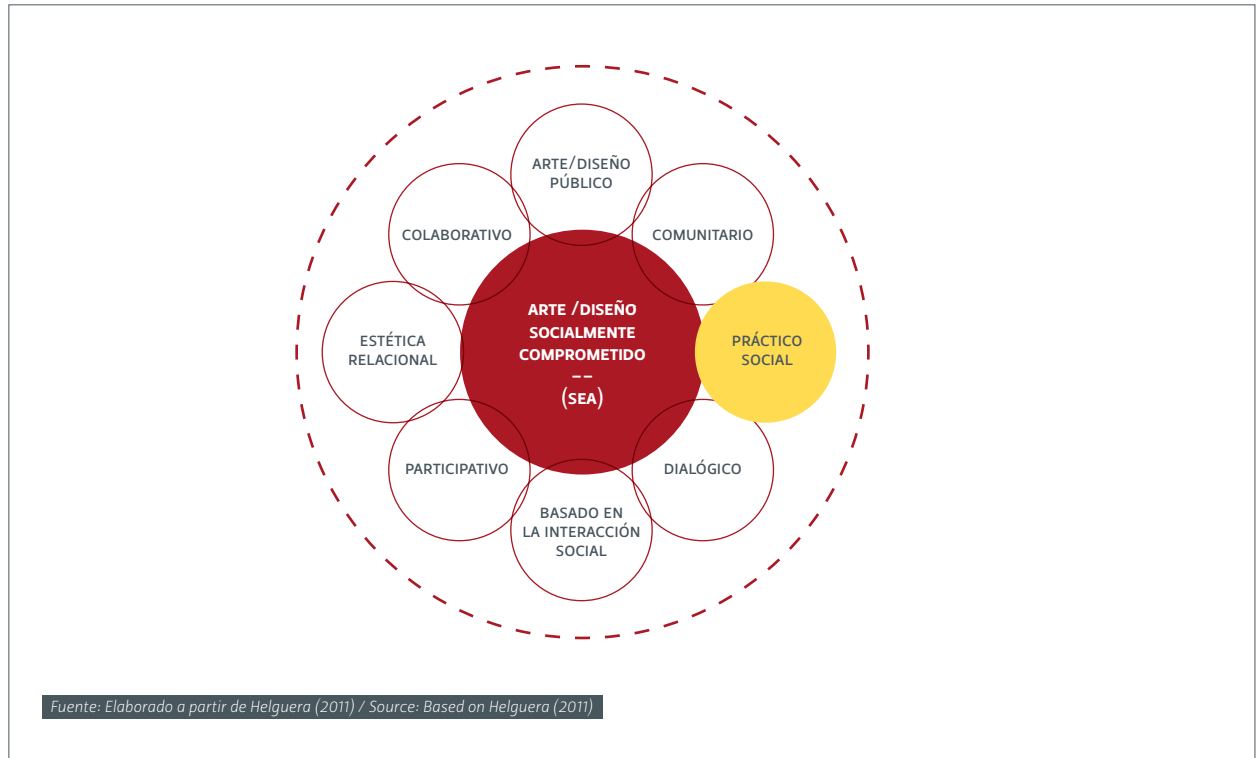 ARTE/DISEÑO
PÚBLICO
COLABORATIVO
COMUNITARIO
ESTÉTICA
RELACIONAL
ARTE /DISEÑO
SOCIALMENTE
COMPROMETIDO
--
(SEA)
PRÁCTICO
SOCIAL
PARTICIPATIVO
DIALÓGICO
BASADO EN
LA INTERACCIÓN
SOCIAL
Fuente: Elaborado a partir de Helguera (2011) / Source: Based on Helguera (2011)